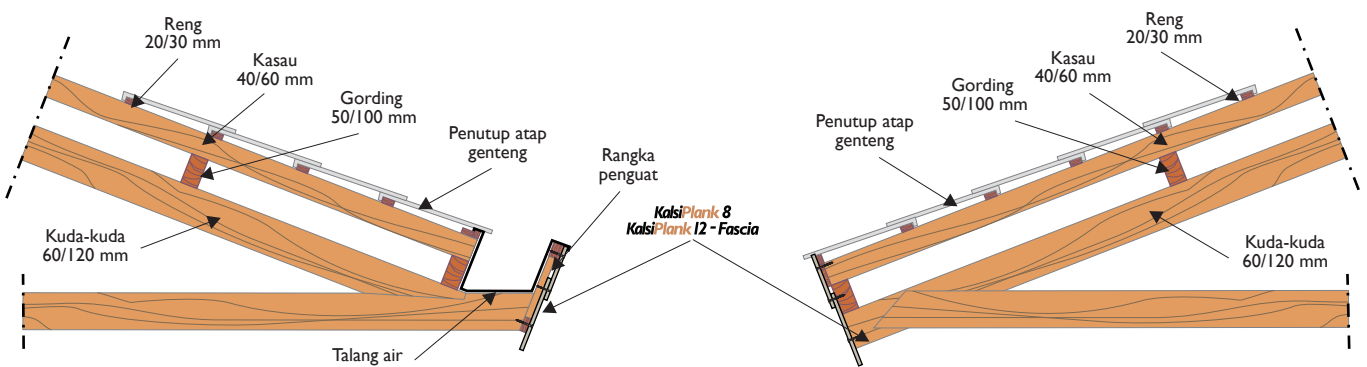 Reng
20/30 mm
Kasau
40/60 mm
Gording
50/100 mm
Penutup atap
genteng
Rangka
penguat
Kuda-kuda
60/120 mm
Talang air
KalsiPlank 8
KalsiPlank 12 - Fascia
Reng
20/30 mm
Kasau
40/60 mm
Gording
50/100 mm
Penutup atap
genteng
Kuda-kuda
60/120 mm